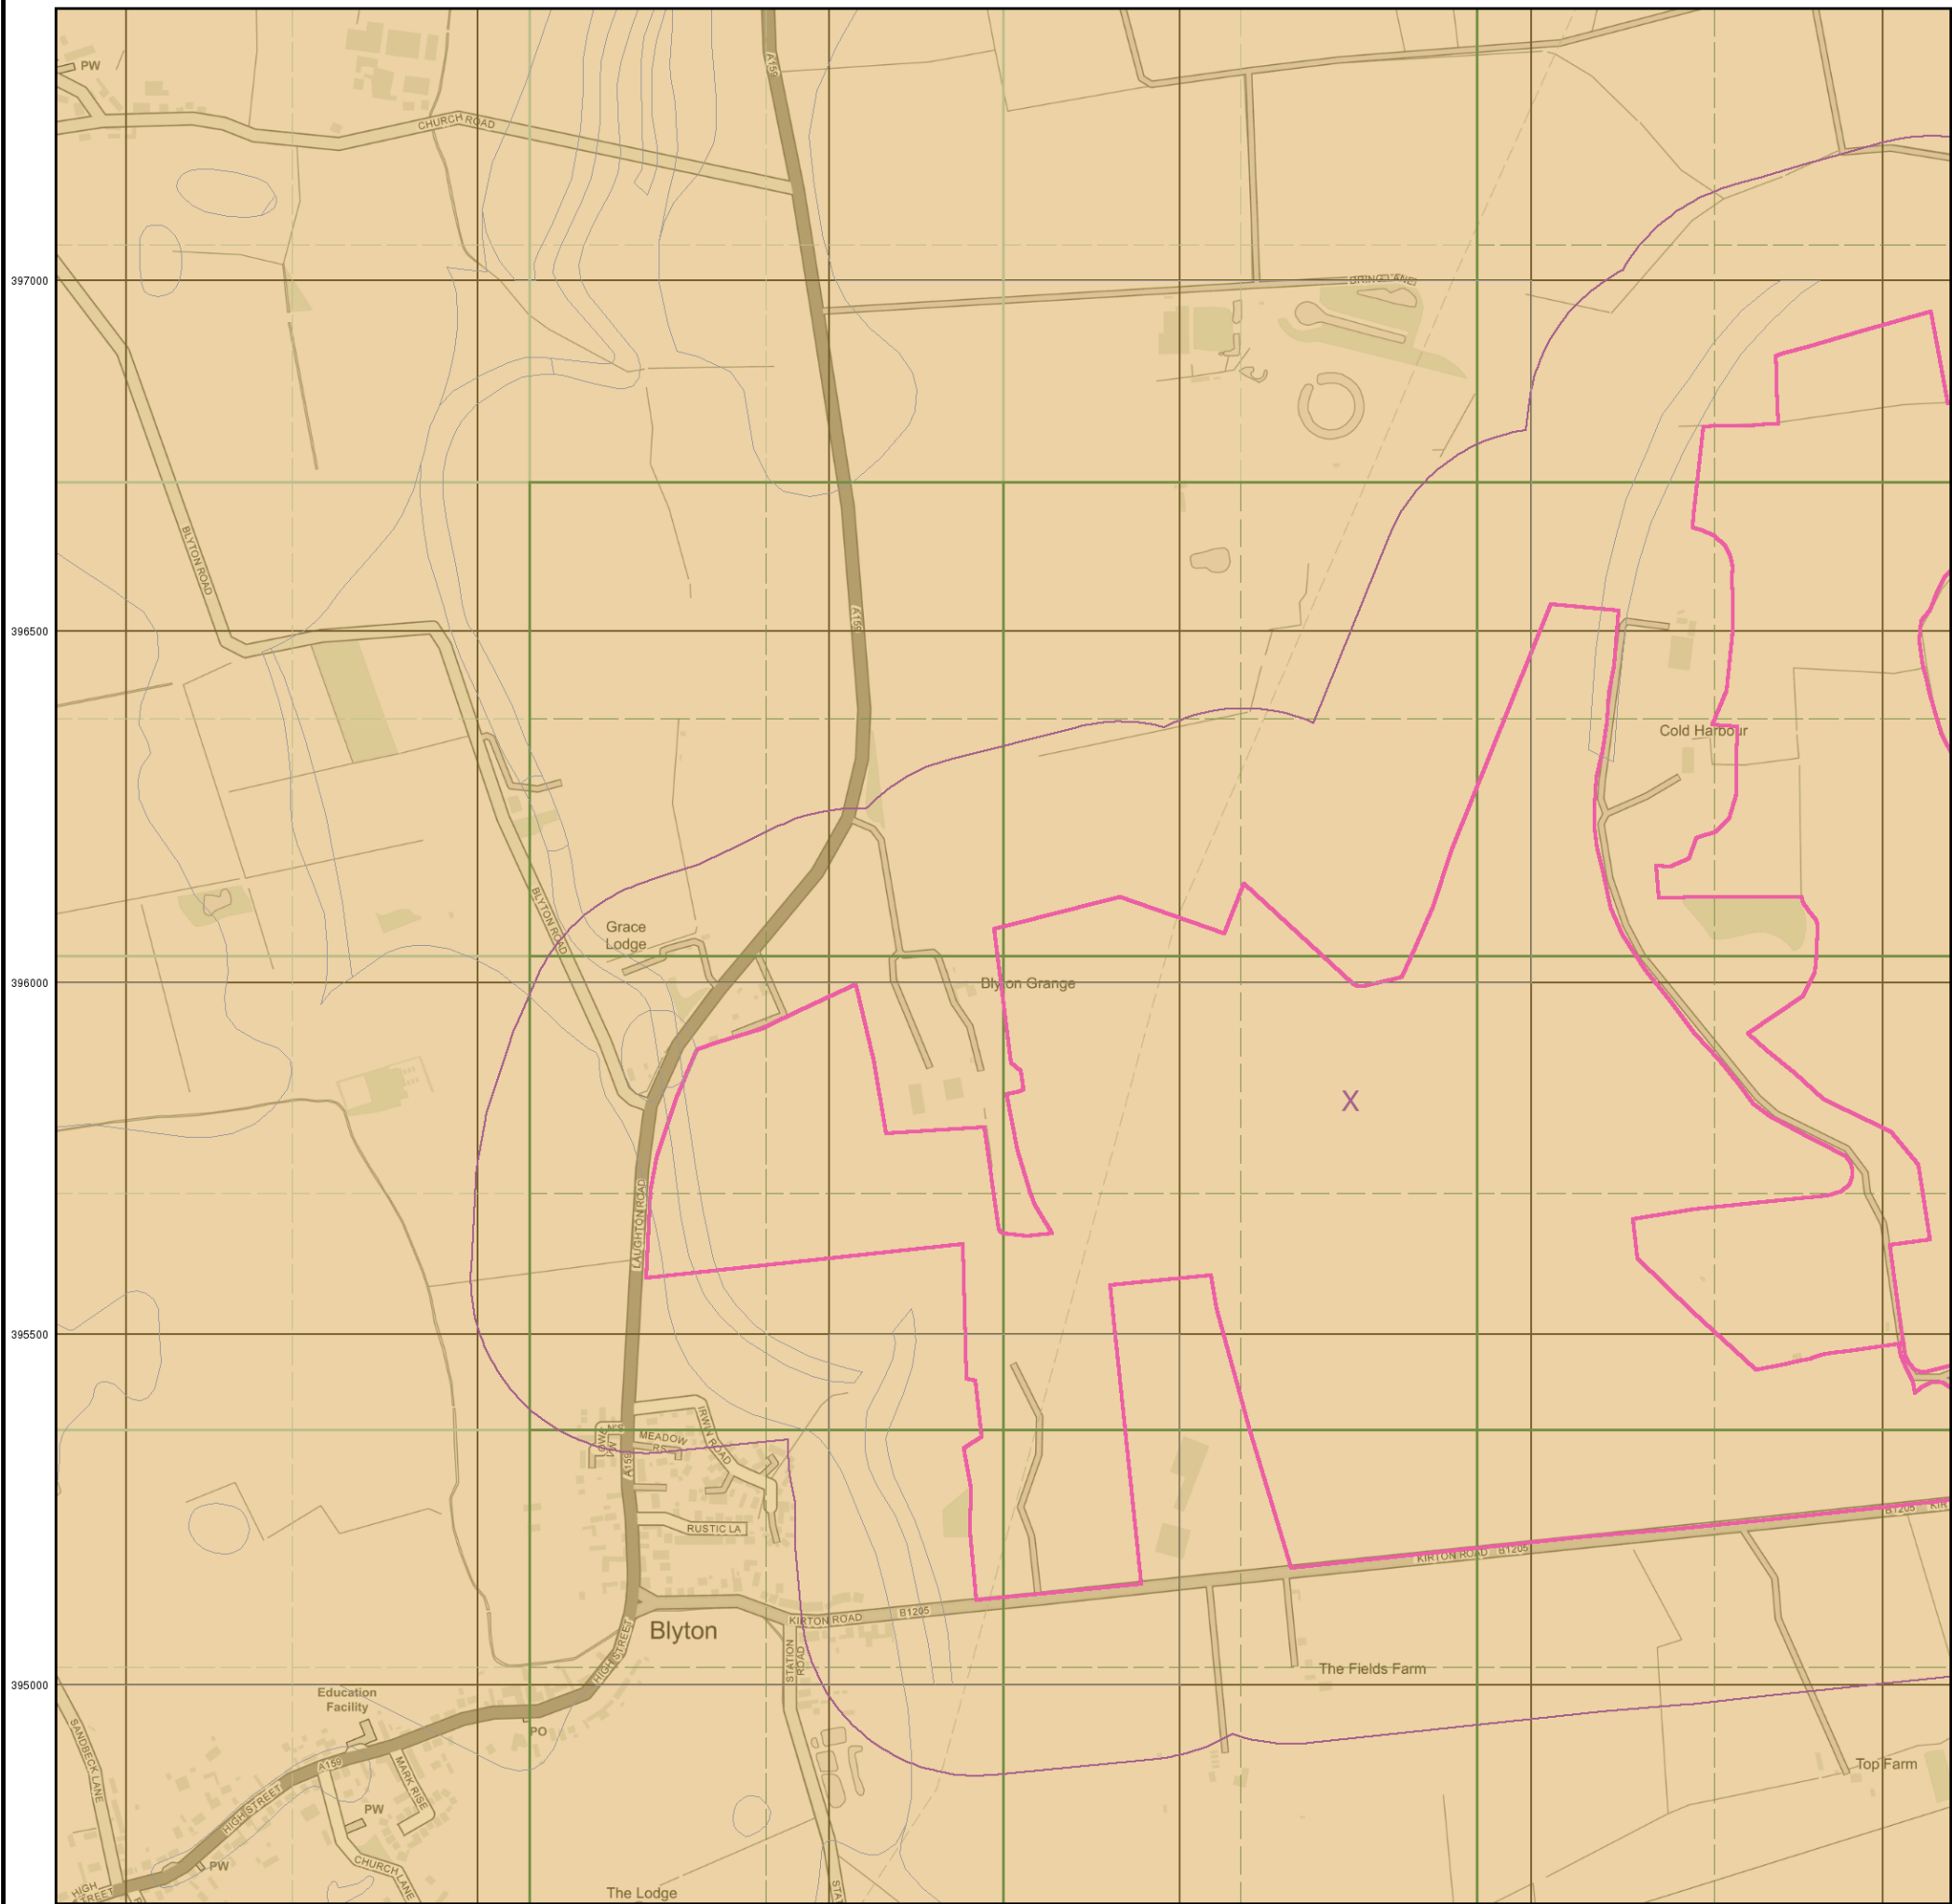 A159
PW
CHURCH ROAD
397000
BRING LANE
BLYTON ROAD
A159
396500
Cold Harbour
BLYTON ROAD
Grace
Lodge
396000
Blyton Grange
X
LAUGHTON ROAD
395500
IRWIN ROAD
MEADOW
A159
RUSTIC LA
B1205
KIRTON ROAD B1205
KIRTON ROAD
B1205
Blyton
HIGH STREET
STATION
ROAD
The Fields Farm
395000
Education
Facility
PO
SANDBECK LANE
A159
MARK RISE
Top Farm
HIGH STREET
PW
PW
CHURCH LANE
HIGH
STREET
The Lodge